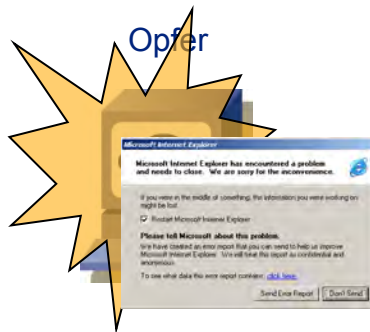 Opfer
Microsoft Internet Explorer
Microsoft Internet Explorer has encountered a problem
and needs to close. We are sorry for the inconvenience.
If you were in the middle of something, the information you were working on
might be lost.
Restart Microsoft Internet Explorer
Please tell Microsoft about this problem.
We have created an error report that you can send to help us improve
Microsoft Internet Explorer. We will treat this report as confidential and
anonymous.
To see what data this error report contains, click here.
Send Error Report
Don't Send